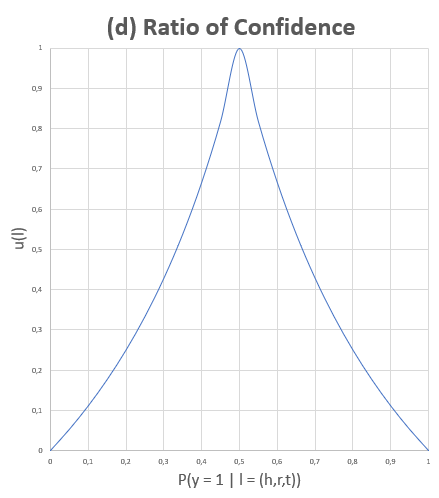 (d) Ratio of Confidence
1
0,9
0,8
0,7
0,6
0,5
0,4
0,3
0,2
0,1
0
u(l)
0 0,1 0,2 0,3 0,4 0,5 0,6 0,7 0,8 0,9 1
P(y = 1 | l = (h,r,t))